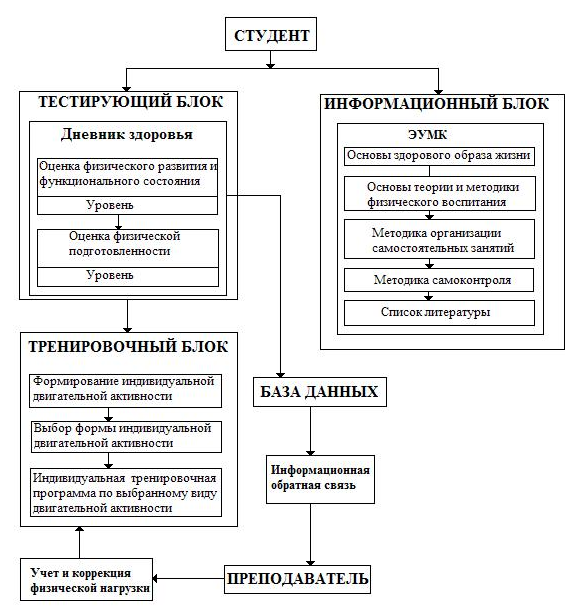 СТУДЕНТ
ТЕСТИРУЮЩИЙ БЛОК
Дневник здоровья
Оценка физического развития и
функционального состояния
Уровень
Оценка физической
подготовленности
Уровень
ИНФОРМАЦИОННЫЙ БЛОК
ЭУМК
Основы здорового образа жизни
Основы теории и методики
физического воспитания
Методика организации
самостоятельных занятий
Методика самоконтроля
Список литературы
ТРЕНИРОВОЧНЫЙ БЛОК
Формирование индивидуальной
двигательной активности
Выбор формы индивидуальной
двигательной активности
Индивидуальная тренировочная
программа по выбранному виду
двигательной активности
БАЗА ДАННЫХ
Информационная
обратная связь
ПРЕПОДАВАТЕЛЬ
Учет и коррекция
физической нагрузки